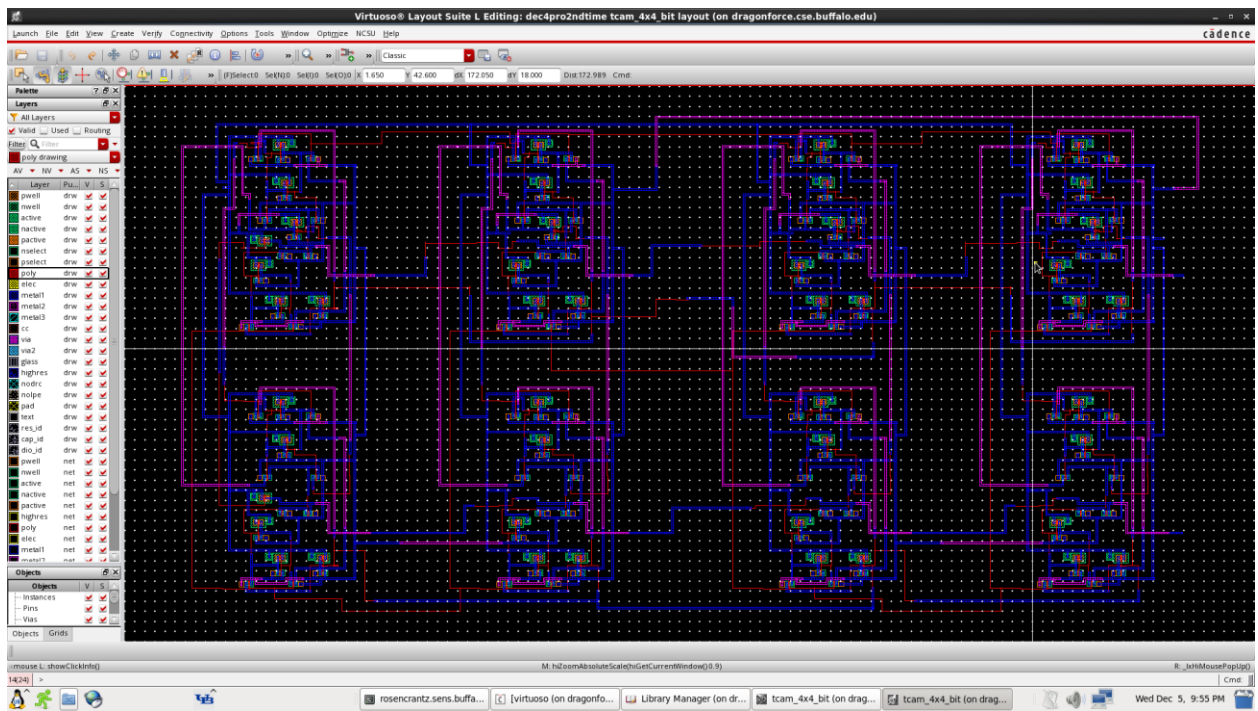 Virtuoso® Layout Suite L Editing: dec4pro2ndtime tcam_4x4_bit layout (on dragonforce.cse.buffalo.edu)
Launch File Edit View Create Verify Connectivity Options Tools Window Optimize NCSU Help
cādence
» » » Classic
» (F)Select:0 Sel(N):0 Sel(I):0 Sel(O):0 X 1.650 Y 42.600 dX 172.050 dY 18.000 Dist:172.989 Cmd:
Palette
Layers
All Layers
Valid Used Routing
Filter Filter
poly drawing
AV NV AS NS
Layer Pu... V S
pwell drw
nwell drw
active drw
nactive drw
pactive drw
nselect drw
pselect drw
poly drw
elec drw
metal1 drw
metal2 drw
metal3 drw
cc drw
via drw
via2 drw
glass drw
highres drw
nodrc drw
nolpe drw
pad drw
text drw
res_id drw
cap_id drw
dio_id drw
pwell net
nwell net
active net
nactive net
pactive net
highres net
poly net
elec net
metal1 net
metal2 net
Objects
Objects V S
Instances
Pins
Vias
Objects Grids
mouse L: showClickInfo()
M: hiZoomAbsoluteScale(hiGetCurrentWindow() 0.9)
R: _lxHiMousePopUp()
14(24) >
Cmd:
UB
rosencrantz.sens.buffa...
[virtuoso (on dragonfo...
Library Manager (on dr...
tcam_4x4_bit (on drag...
tcam_4x4_bit (on drag...
Wed Dec 5, 9:55 PM